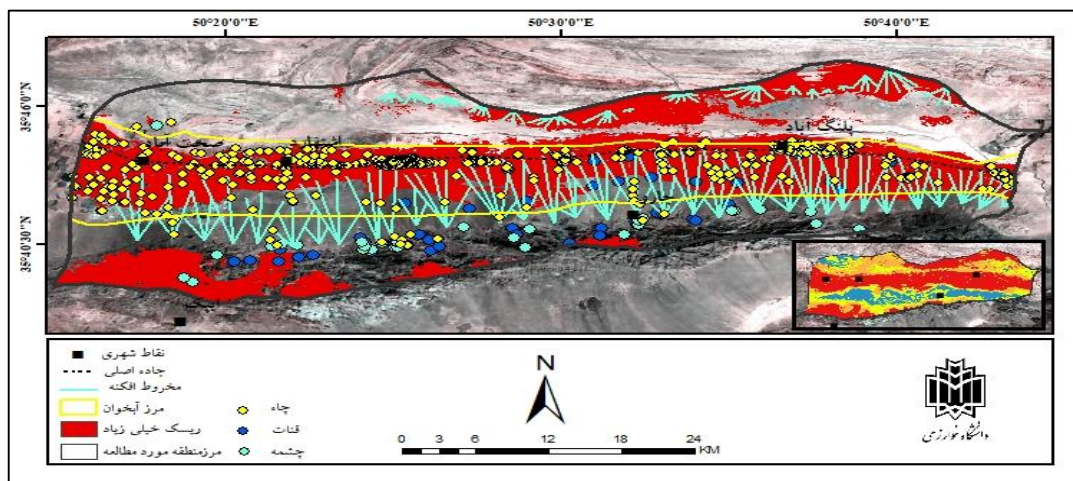 50°20'0"E 50°30'0"E 50°40'0"E
35°46'0"N
پلنگ آباد
صحت آباد
35°40'30"N
نقاط شهری
جاده اصلی
مخروط افکنه
مرز آبخوان
ریسک خیلی زیاد
مرزمنطقه مورد مطالعه
چاه
قنات
چشمه
N
0 3 6 12 18 24
KM
دانشگاه خوارزمی